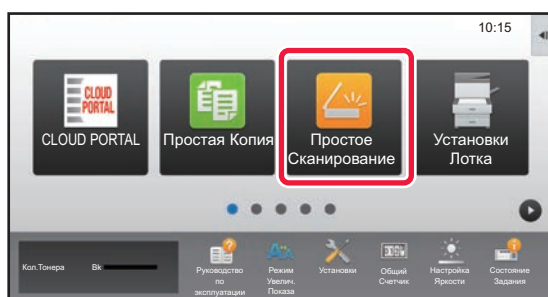 10:15
CLOUD
PORTAL
CLOUD PORTAL
Простая Копия
Простое
Сканирование
Установки
Лотка
Кол.Тонера
Bk
Руководство
по
эксплуатации
Режим
Увелич.
Показа
Установки
Общий
Счетчик
Настройка
Яркости
Состояние
Задания